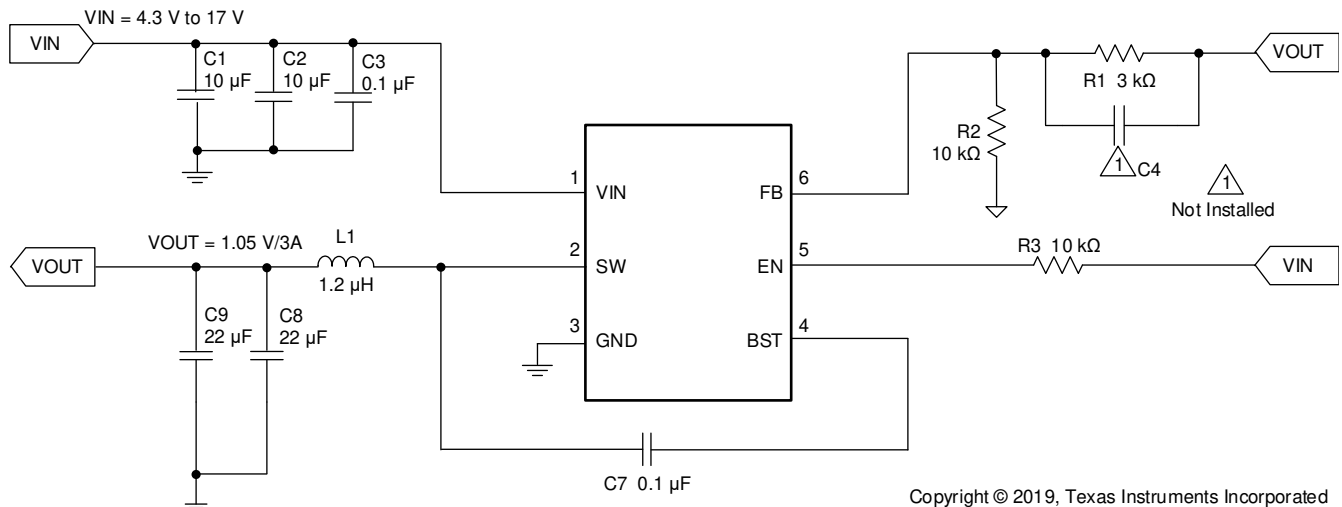 VIN = 4.3 V to 17 V
VIN
C1
10 µF
C2
10 µF
C3
0.1 µF
VOUT
R1 3 kΩ
R2
10 kΩ
1
C4
1
Not Installed
1
VIN
FB
6
VOUT = 1.05 V/3A
L1
1.2 µH
VOUT
2
SW
EN
5
R3 10 kΩ
VIN
C9
22 µF
C8
22 µF
3
GND
BST
4
C7 0.1 µF
Copyright © 2019, Texas Instruments Incorporated